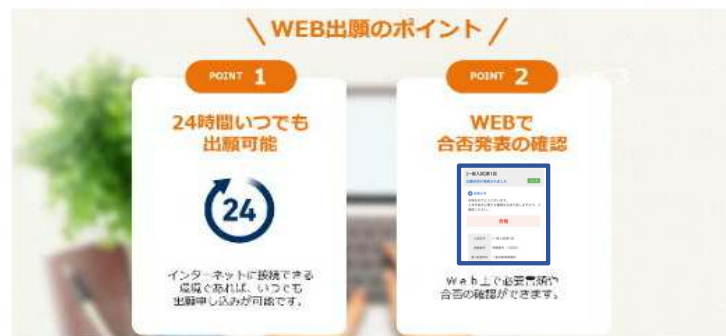 WEB出願のポイント
POINT 1
24時間いつでも
出願可能
24
インターネットに接続できる
環境であれば、いつでも
出願申し込みが可能です。
POINT 2
WEBで
合否発表の確認
合格
Web上で必要書類や
合否の確認ができます。
3